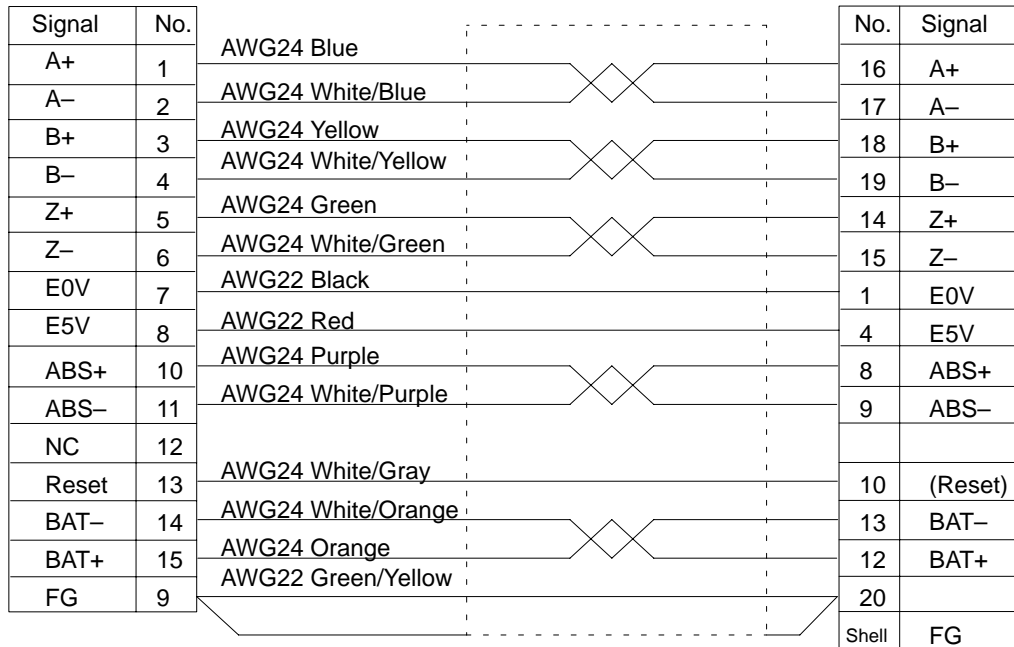 Signal No. No. Signal
A+ 1 AWG24 Blue 16 A+
A– 2 AWG24 White/Blue 17 A–
B+ 3 AWG24 Yellow 18 B+
B– 4 AWG24 White/Yellow 19 B–
Z+ 5 AWG24 Green 14 Z+
Z– 6 AWG24 White/Green 15 Z–
E0V 7 AWG22 Black 1 E0V
E5V 8 AWG22 Red 4 E5V
ABS+ 10 AWG24 Purple 8 ABS+
ABS– 11 AWG24 White/Purple 9 ABS–
NC 12
Reset 13 AWG24 White/Gray 10 (Reset)
BAT– 14 AWG24 White/Orange 13 BAT–
BAT+ 15 AWG24 Orange 12 BAT+
FG 9 AWG22 Green/Yellow 20
Shell FG